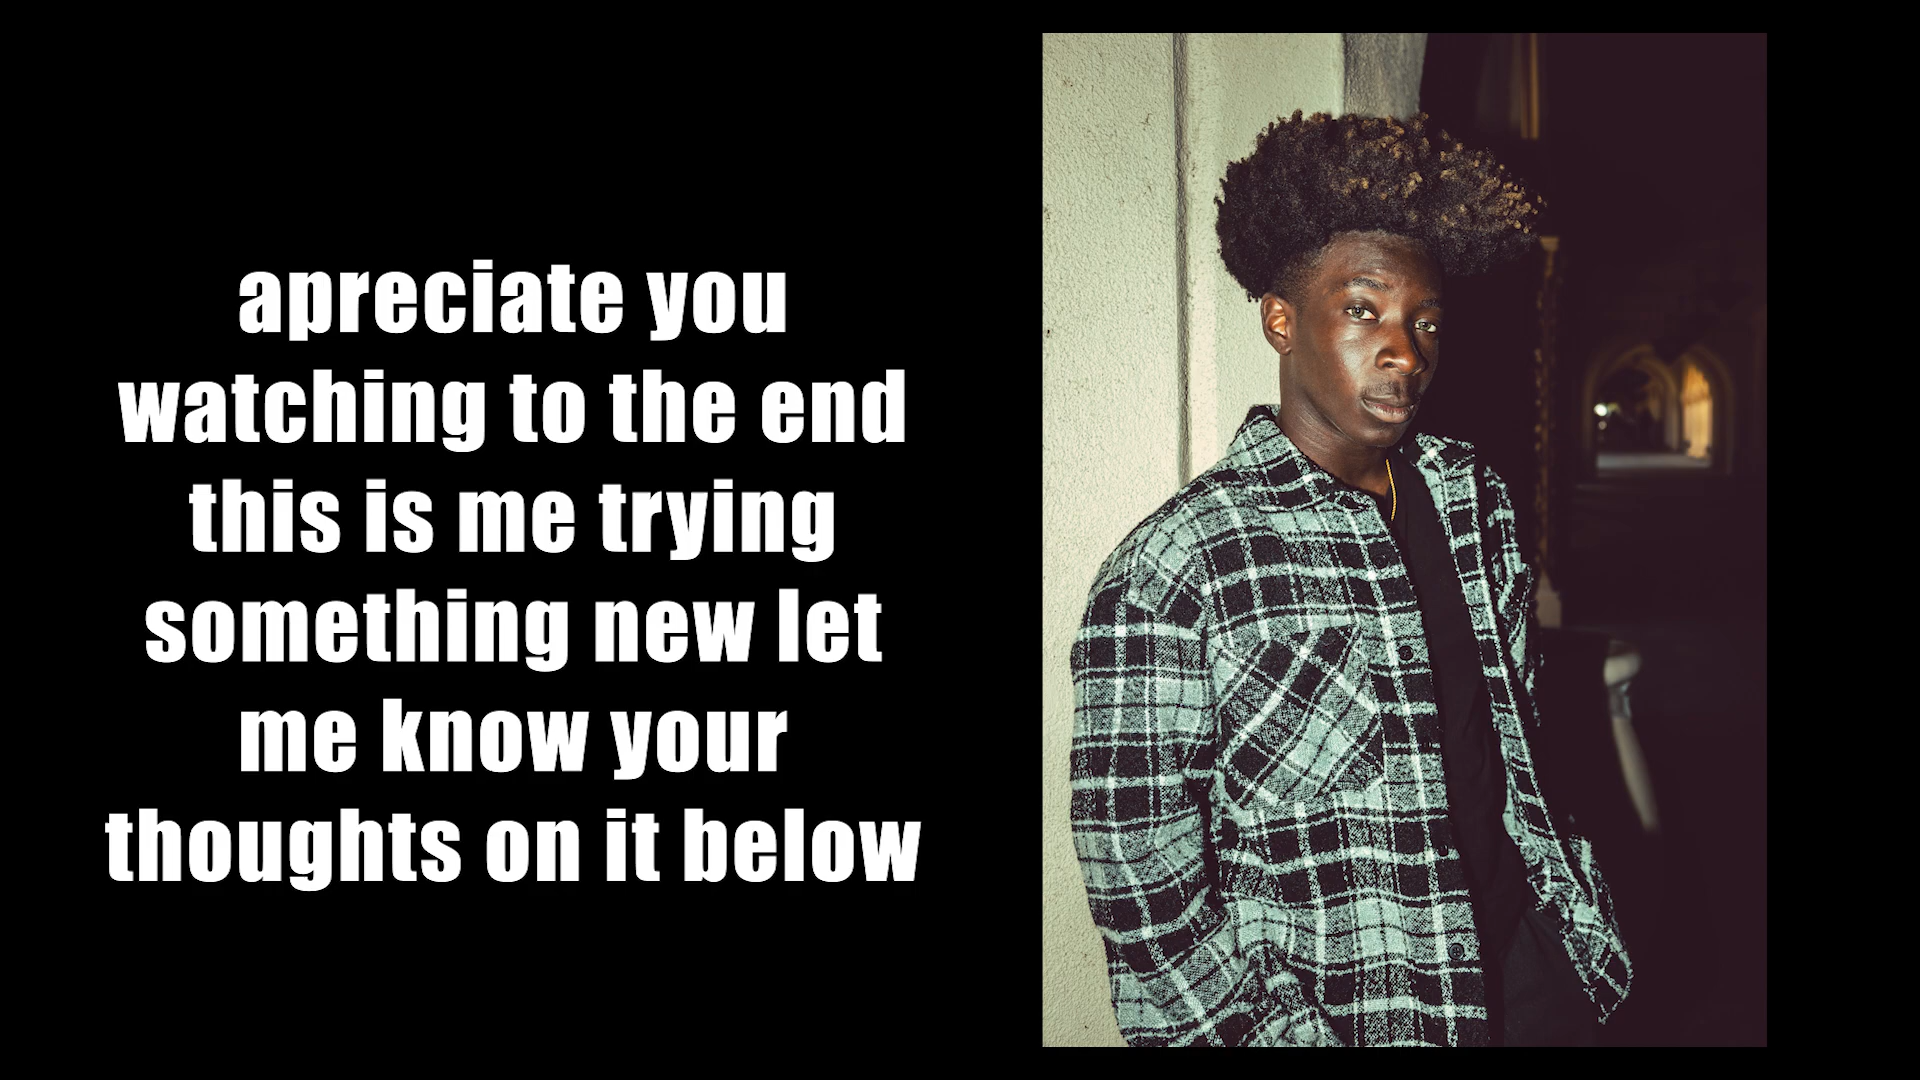 apreciate you
watching to the end
this is me trying
something new let
me know your
thoughts on it below